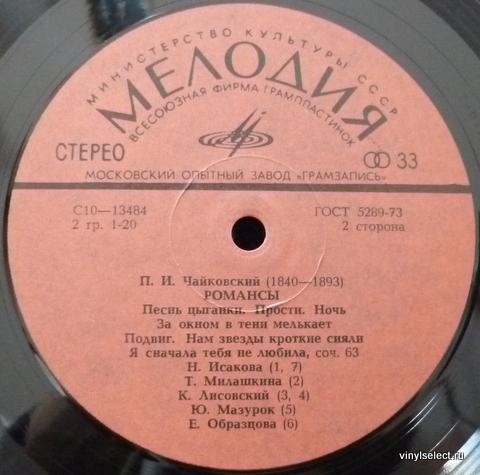 МИНИСТЕРСТВО КУЛЬТУРЫ СССР
МЕЛОДИЯ
ВСЕСОЮЗНАЯ ФИРМА ГРАМПЛАСТИНОК
СТЕРЕО
33
МОСКОВСКИЙ ОПЫТНЫЙ ЗАВОД «ГРАМЗАПИСЬ»
С10—13484
ГОСТ 5289-73
2 гр. 1-20
2 сторона
П. И. Чайковский (1840—1893)
РОМАНСЫ
Песнь цыганки. Прости. Ночь
За окном в тени мелькает
Подвиг. Нам звезды кроткие сияли
Я сначала тебя не любила, соч. 63
Н. Исакова (1, 7)
Т. Милашкина (2)
К. Лисовский (3, 4)
Ю. Мазурок (5)
Е. Образцова (6)
vinylselect.ru